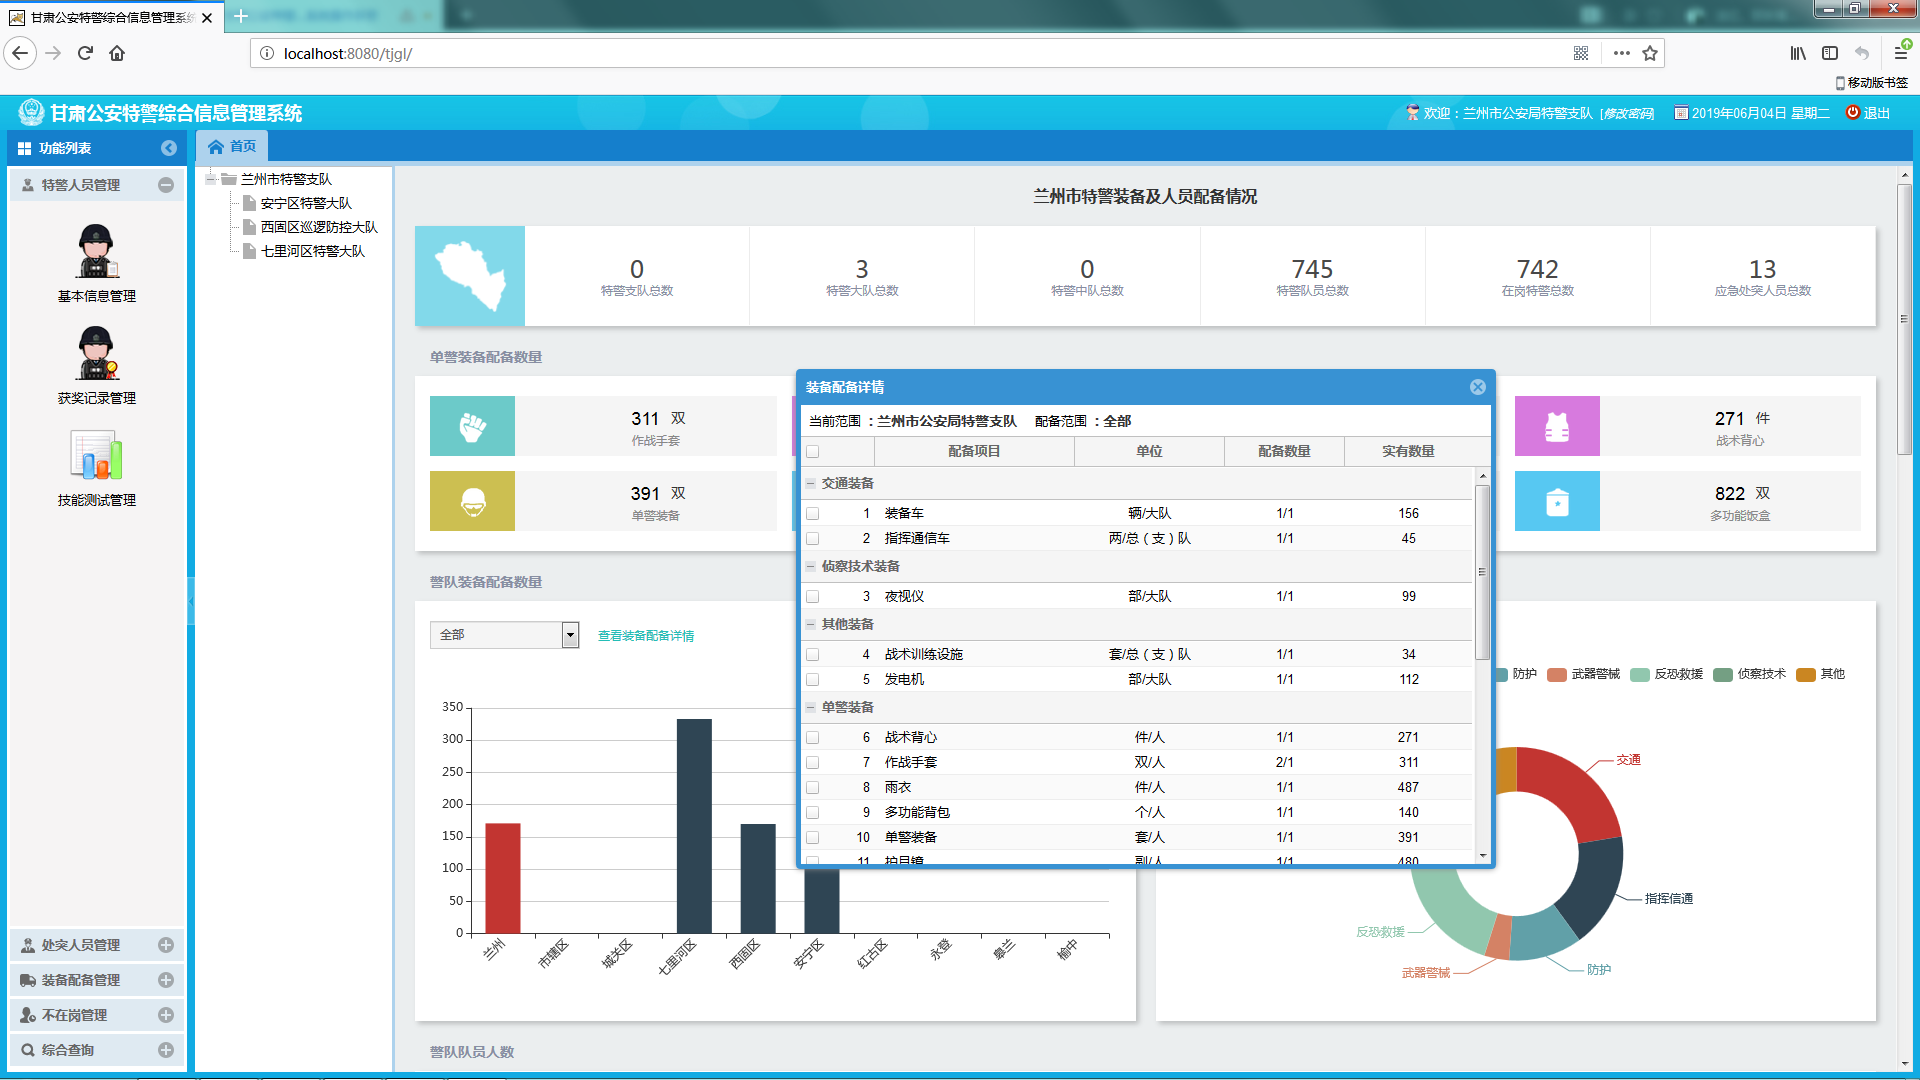 甘肃公安特警综合信息管理系统
localhost:8080/tjgl/
移动版书签
甘肃公安特警综合信息管理系统
欢迎：兰州市公安局特警支队 [修改密码] 2019年06月04日 星期二 退出
功能列表
首页
特警人员管理
基本信息管理
获奖记录管理
技能测试管理
处突人员管理
装备配备管理
不在岗管理
综合查询
兰州市特警支队
安宁区特警大队
西固区巡逻防控大队
七里河区特警大队
兰州市特警装备及人员配备情况
0 3 0 745 742 13
特警支队总数 特警大队总数 特警中队总数 特警队员总数 在岗特警总数 应急处突人员总数
单警装备配备数量
311 双
作战手套
391 双
单警装备
271 件
战术背心
822 双
多功能饭盒
装备配备详情
当前范围 ：兰州市公安局特警支队 配备范围 ：全部
配备项目 单位 配备数量 实有数量
交通装备
1 装备车 辆/大队 1/1 156
2 指挥通信车 两/总（支）队 1/1 45
侦察技术装备
3 夜视仪 部/大队 1/1 99
其他装备
4 战术训练设施 套/总（支）队 1/1 34
5 发电机 部/大队 1/1 112
单警装备
6 战术背心 件/人 1/1 271
7 作战手套 双/人 2/1 311
8 雨衣 件/人 1/1 487
9 多功能背包 个/人 1/1 140
10 单警装备 套/人 1/1 391
11 护目镜 副/人 1/1 480
警队装备配备数量
全部 查看装备配备详情
350
300
250
200
150
100
50
0
兰州 市辖区 城关区 七里河区 西固区 安宁区 红古区 永登 皋兰 榆中
防护 武器警械 反恐救援 侦察技术 其他
交通
指挥信通
防护
武器警械
反恐救援
警队队员人数